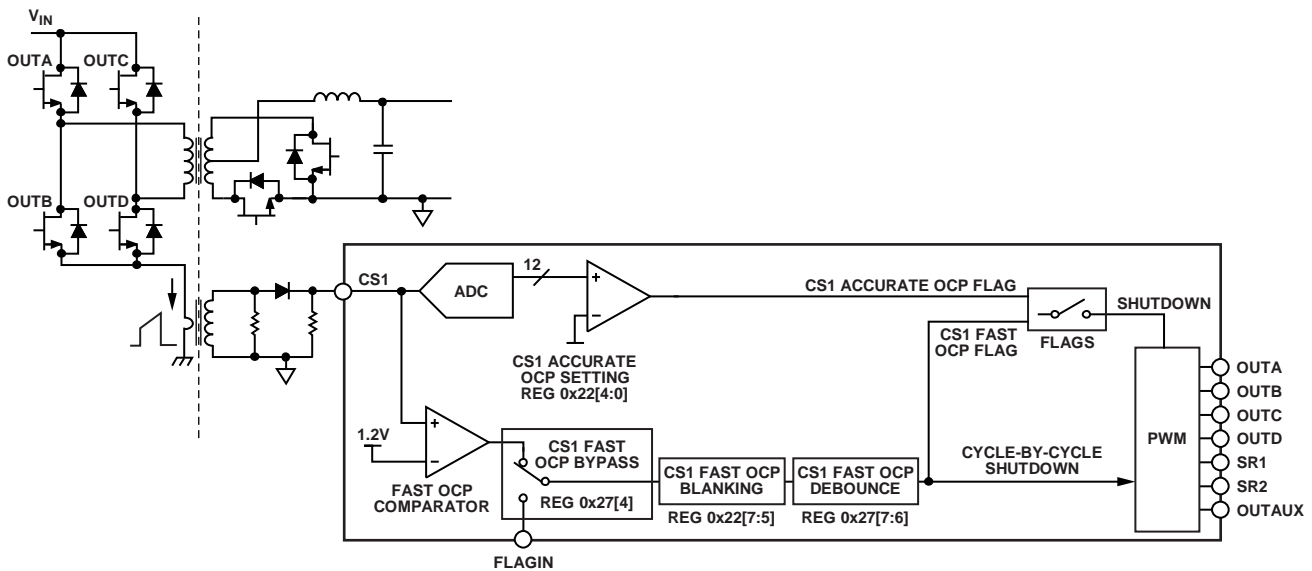 VIN
OUTA
OUTC
OUTB
OUTD
CS1
ADC
12
+
−
CS1 ACCURATE
OCP SETTING
REG 0x22[4:0]
CS1 ACCURATE OCP FLAG
CS1 FAST
OCP FLAG
FLAGS
SHUTDOWN
1.2V
+
−
FAST OCP
COMPARATOR
CS1 FAST
OCP BYPASS
REG 0x27[4]
FLAGIN
CS1 FAST OCP
BLANKING
REG 0x22[7:5]
CS1 FAST OCP
DEBOUNCE
REG 0x27[7:6]
CYCLE-BY-CYCLE
SHUTDOWN
PWM
OUTA
OUTB
OUTC
OUTD
SR1
SR2
OUTAUX